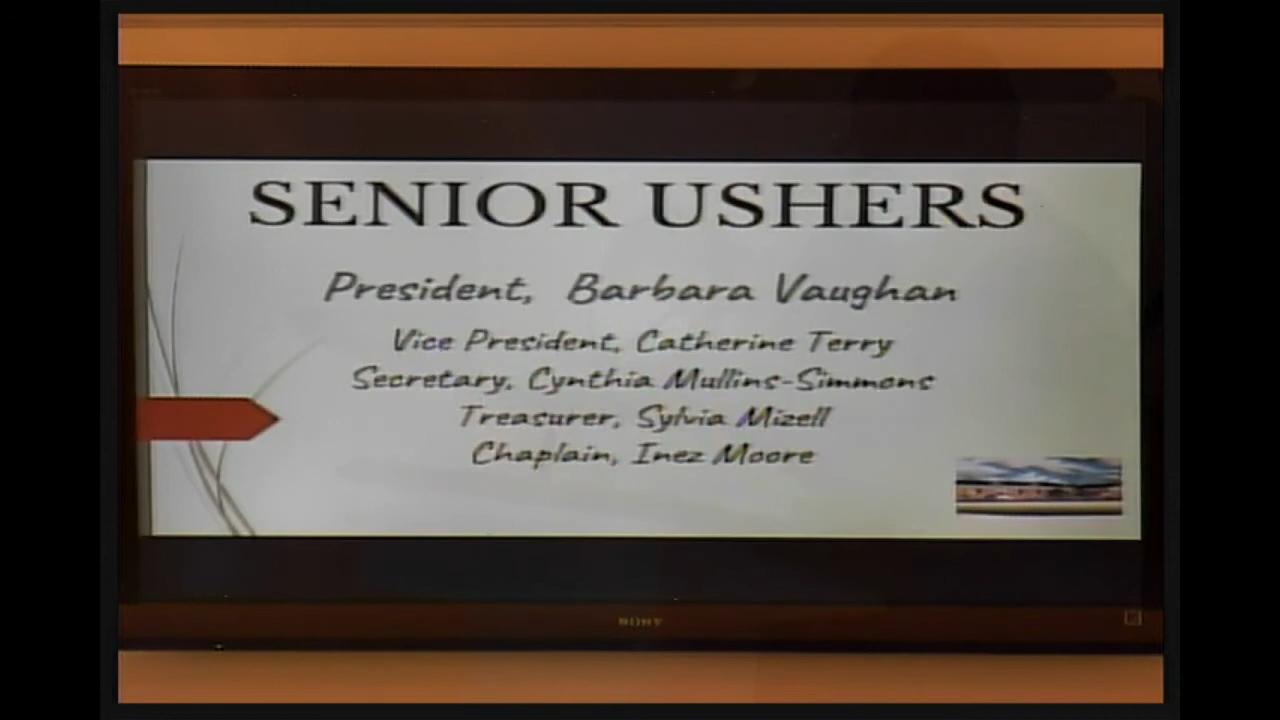 SENIOR USHERS
President, Barbara Vaughan
Vice President, Catherine Terry
Secretary, Cynthia Mullins-Simmons
Treasurer, Sylvia Mizell
Chaplain, Inez Moore
SONY